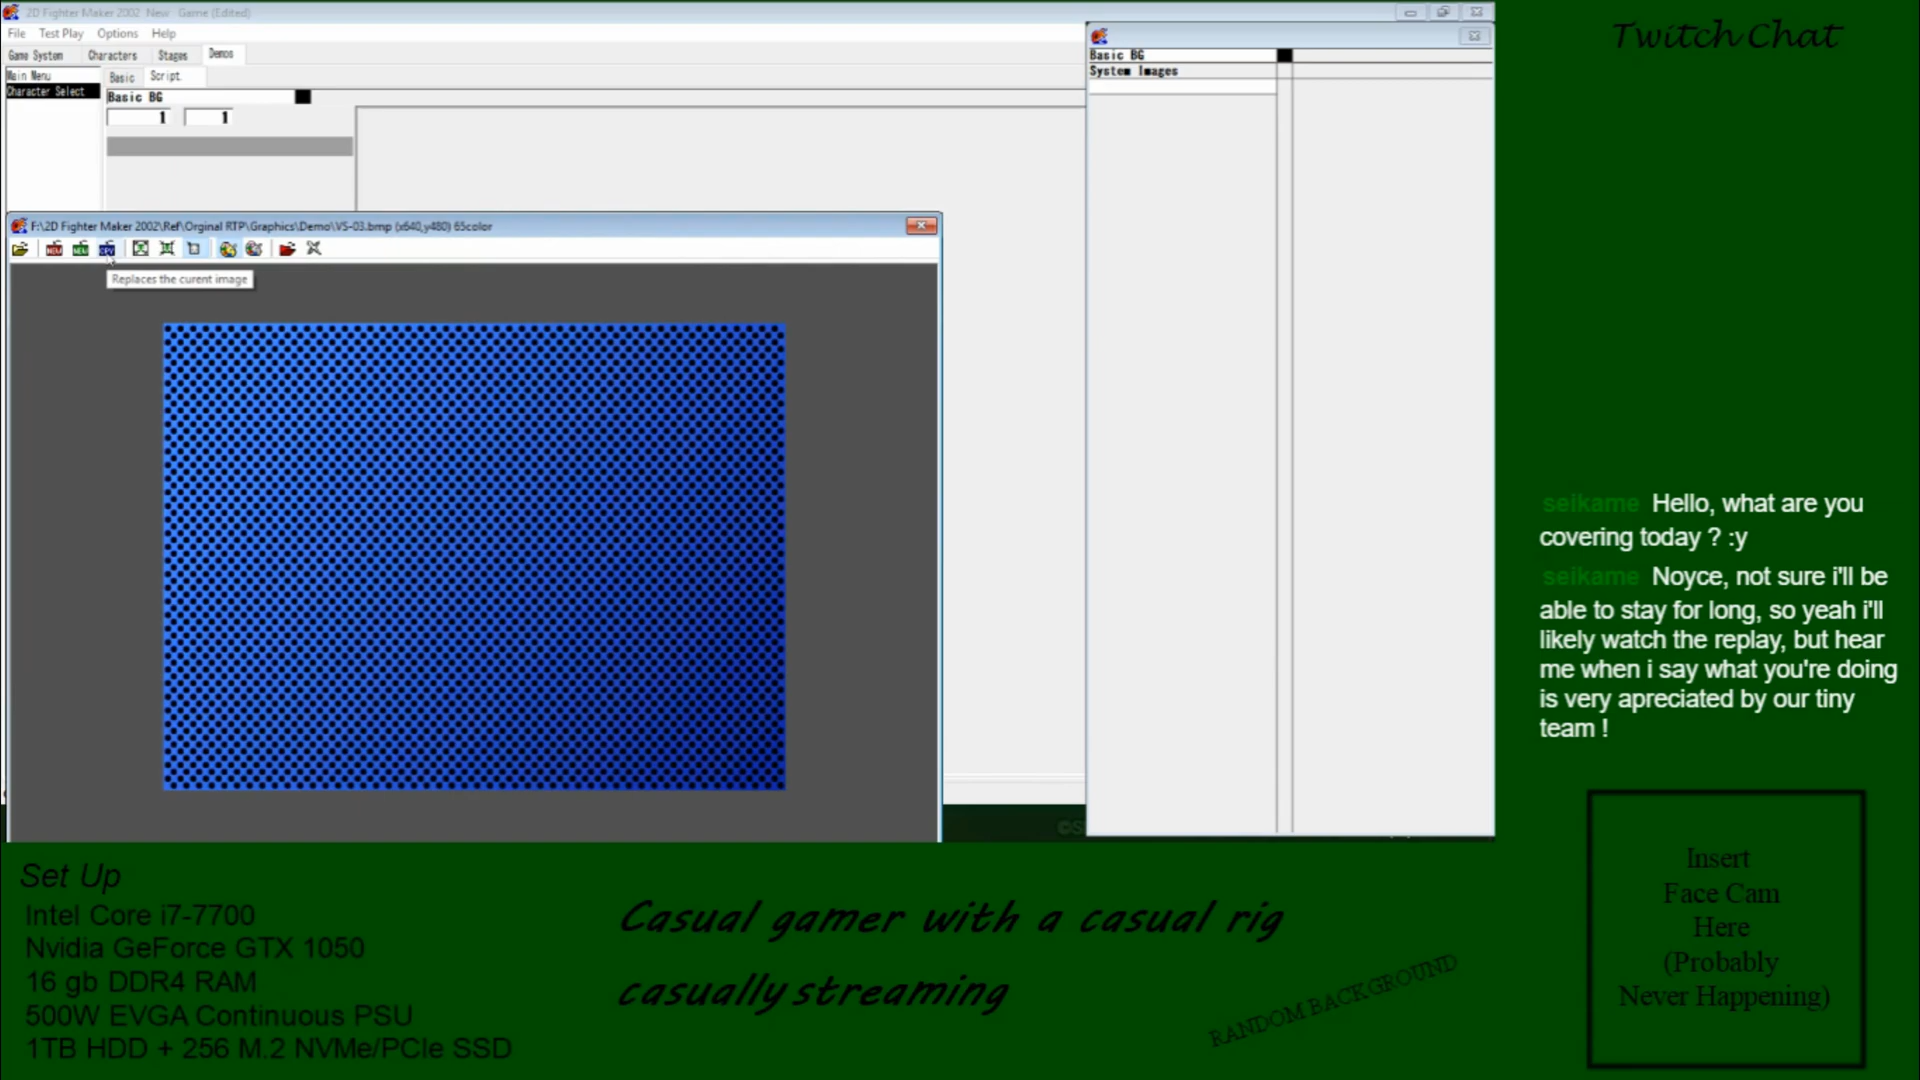 2D Fighter Maker 2002 New Game (Edited)
File Test Play Options Help
Game System Characters Stages Demos
Main Menu
Basic Script
Character Select
Basic BG
1 1
Basic BG
System Images
F:\2D Fighter Maker 2002\Ref\Orginal RTP\Graphics\Demo\VS-03.bmp (x640,y480) 65color
NEW
Replaces the curent image
Twitch Chat
seikame Hello, what are you
covering today ? :y
seikame Noyce, not sure i'll be
able to stay for long, so yeah i'll
likely watch the replay, but hear
me when i say what you're doing
is very apreciated by our tiny
team !
Insert
Face Cam
Here
(Probably
Never Happening)
Set Up
Intel Core i7-7700
Nvidia GeForce GTX 1050
16 gb DDR4 RAM
500W EVGA Continuous PSU
1TB HDD + 256 M.2 NVMe/PCIe SSD
Casual gamer with a casual rig
casually streaming
RANDOM BACKGROUND